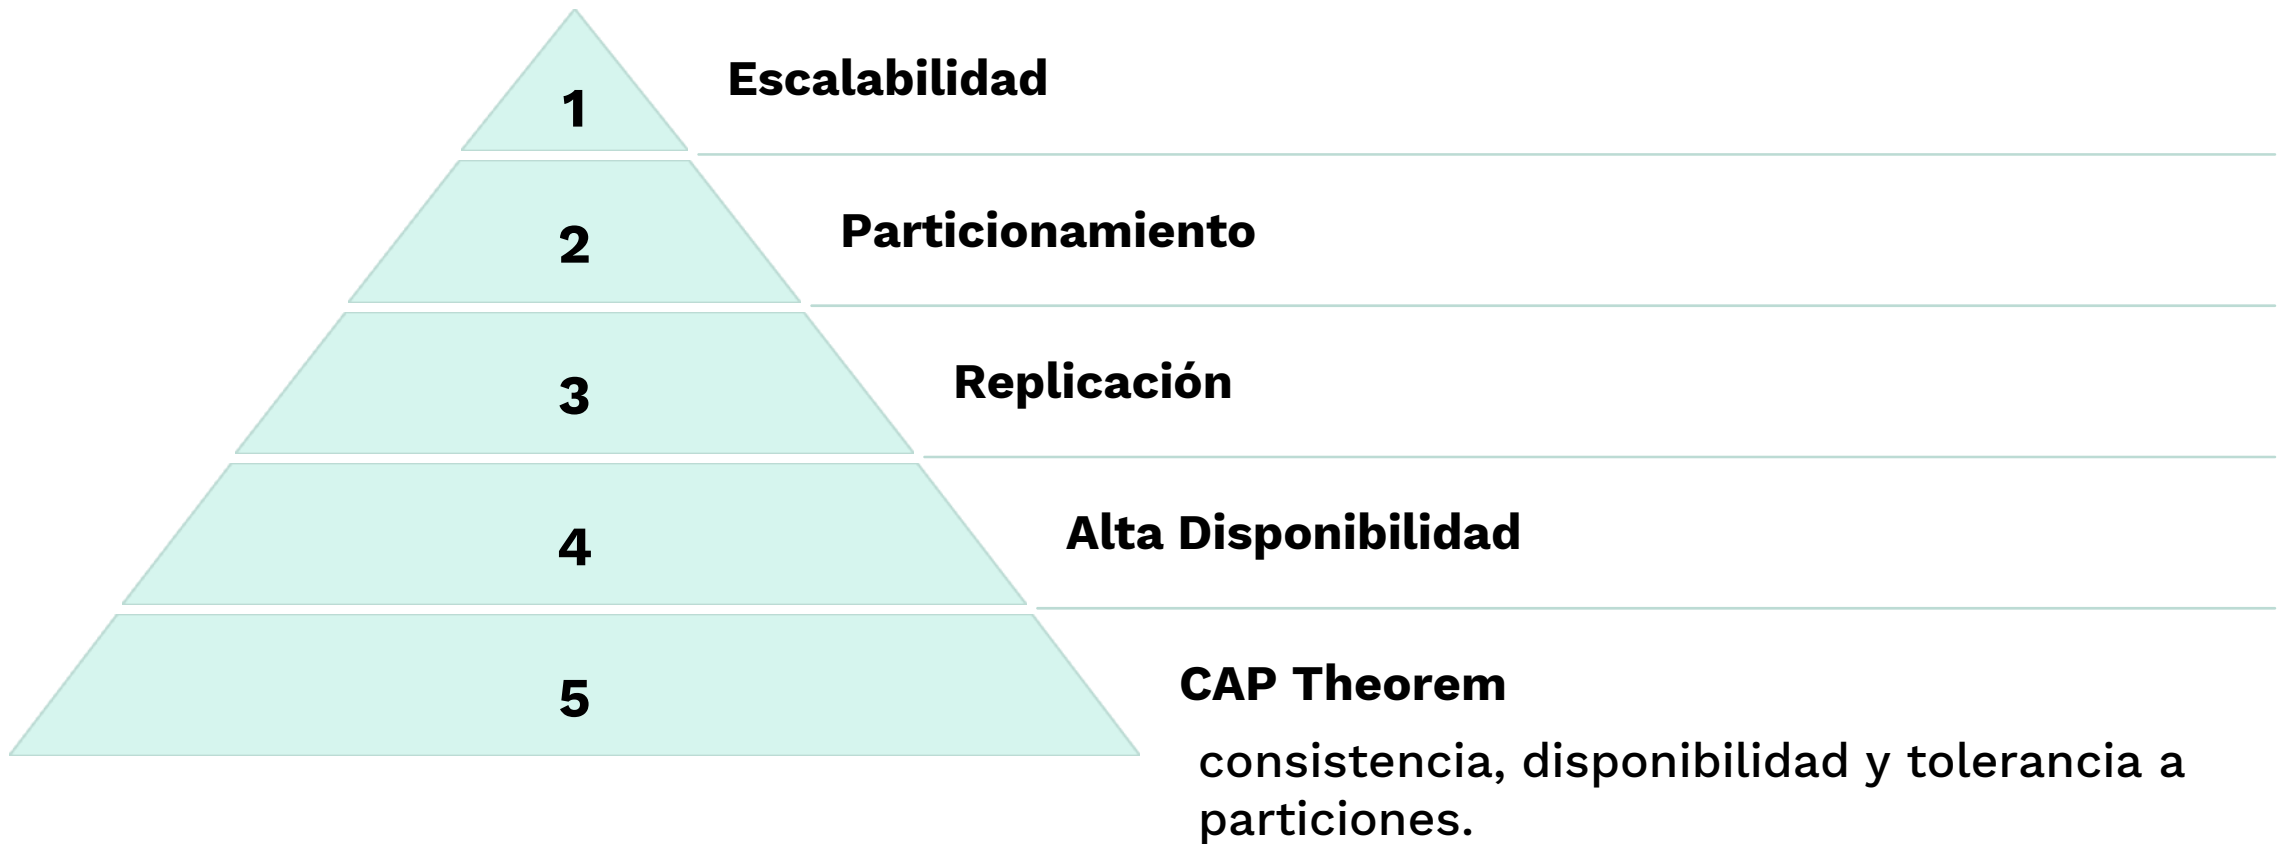 1
Escalabilidad
2
Particionamiento
3
Replicación
4
Alta Disponibilidad
5
CAP Theorem
consistencia, disponibilidad y tolerancia a
particiones.